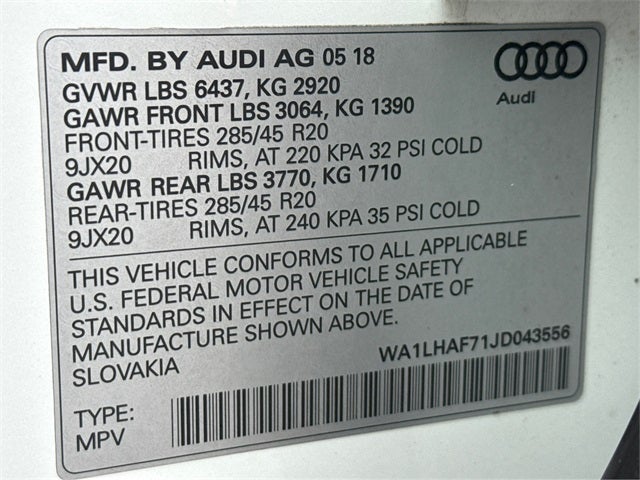 MFD. BY AUDI AG 05 18
GVWR LBS 6437, KG 2920
GAWR FRONT LBS 3064, KG 1390
FRONT-TIRES 285/45 R20
9JX20 RIMS, AT 220 KPA 32 PSI COLD
GAWR REAR LBS 3770, KG 1710
REAR-TIRES 285/45 R20
9JX20 RIMS, AT 240 KPA 35 PSI COLD
Audi
THIS VEHICLE CONFORMS TO ALL APPLICABLE
U.S. FEDERAL MOTOR VEHICLE SAFETY
STANDARDS IN EFFECT ON THE DATE OF
MANUFACTURE SHOWN ABOVE.
SLOVAKIA
WA1LHAF71JD043556
TYPE:
MPV